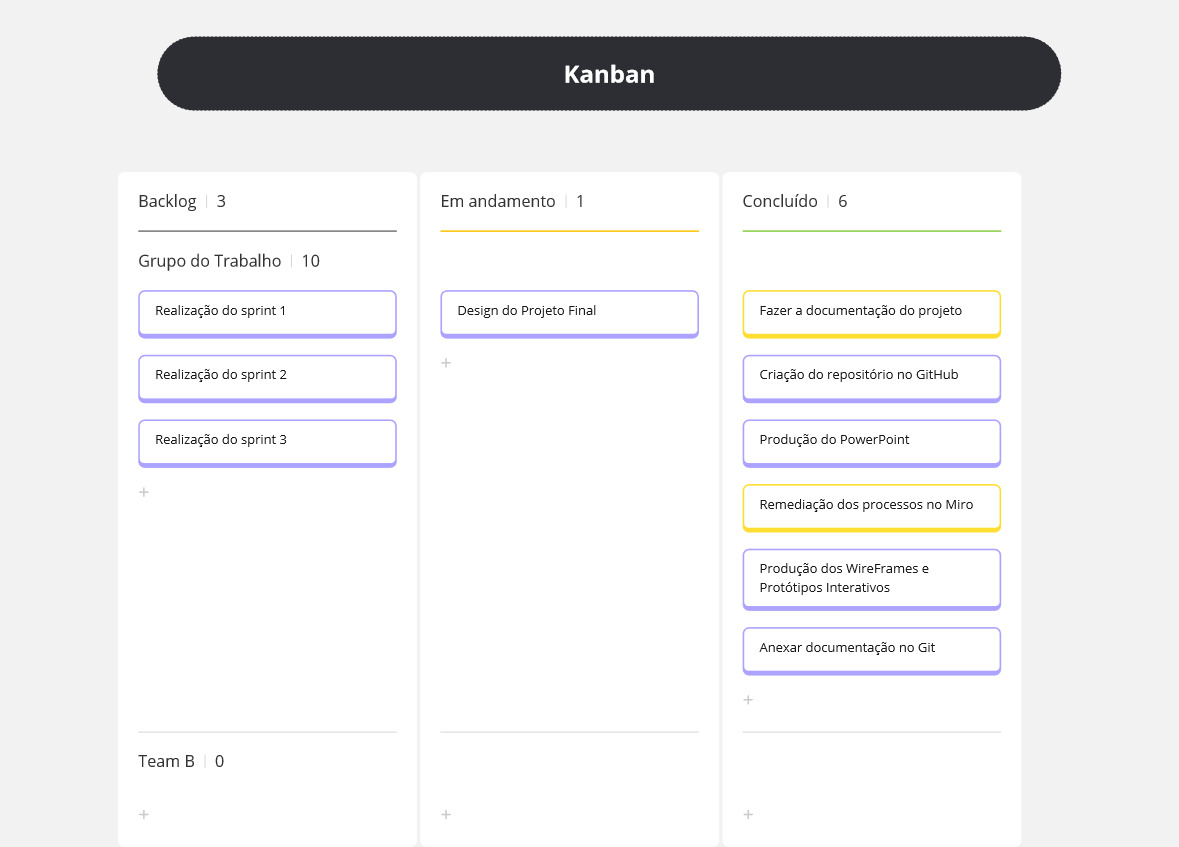 Kanban
Backlog | 3
Em andamento | 1
Concluído | 6
Grupo do Trabalho | 10
Realização do sprint 1
Realização do sprint 2
Realização do sprint 3
+
Design do Projeto Final
+
Fazer a documentação do projeto
Criação do repositório no GitHub
Produção do PowerPoint
Remediação dos processos no Miro
Produção dos WireFrames e
Protótipos Interativos
Anexar documentação no Git
+
Team B | 0
+
+
+